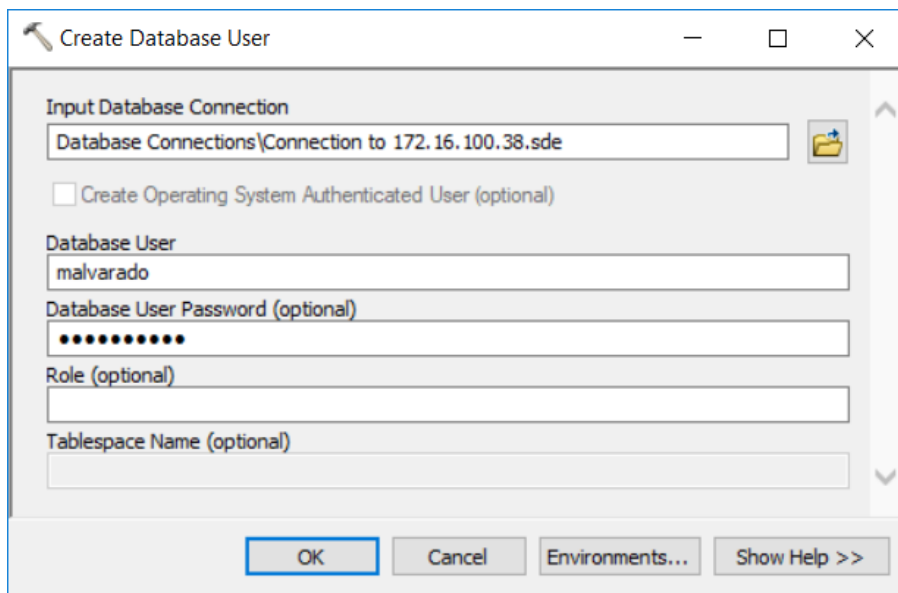 Create Database User
Input Database Connection
Database Connections\Connection to 172.16.100.38.sde
Create Operating System Authenticated User (optional)
Database User
malvarado
Database User Password (optional)
••••••••••
Role (optional)
Tablespace Name (optional)
OK Cancel Environments... Show Help >>